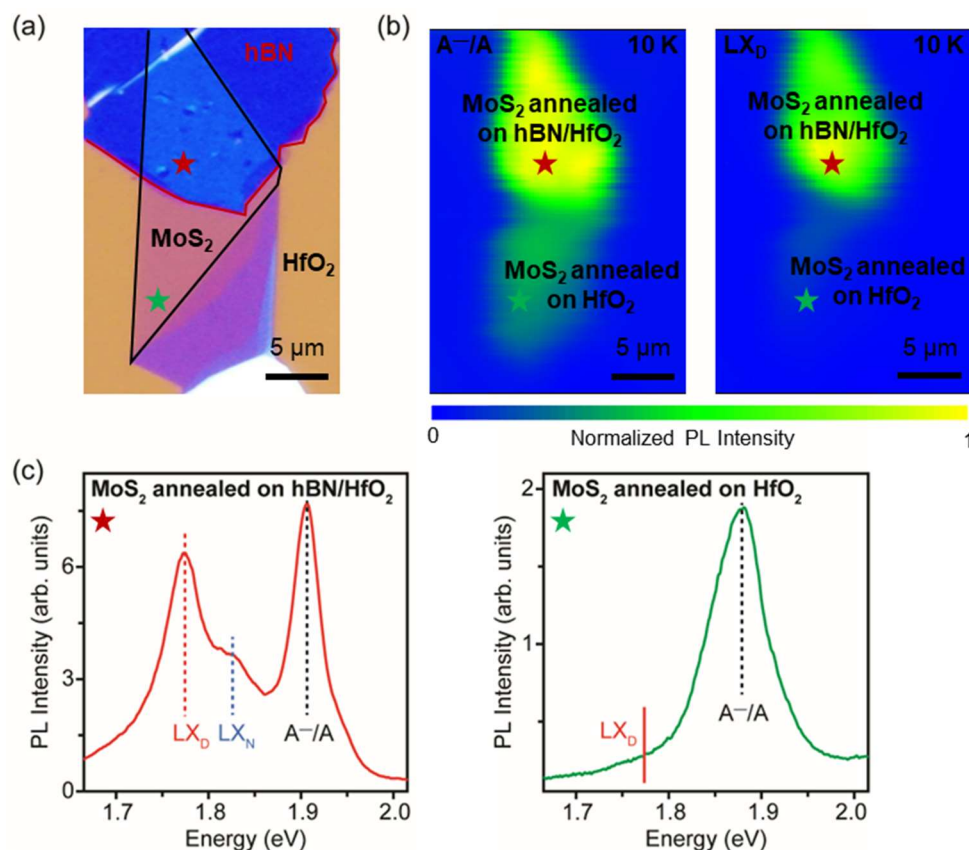 (a)
hBN
MoS₂
HfO₂
5 µm
(b)
A⁻/A
10 K
MoS₂ annealed
on hBN/HfO₂
MoS₂ annealed
on HfO₂
5 µm
LX_D
10 K
MoS₂ annealed
on hBN/HfO₂
MoS₂ annealed
on HfO₂
5 µm
0
Normalized PL Intensity
1
(c)
MoS₂ annealed on hBN/HfO₂
PL Intensity (arb. units)
6
3
0
LX_D
LX_N
A⁻/A
1.7
1.8
1.9
2.0
Energy (eV)
MoS₂ annealed on HfO₂
PL Intensity (arb. units)
2
1
LX_D
A⁻/A
1.7
1.8
1.9
2.0
Energy (eV)